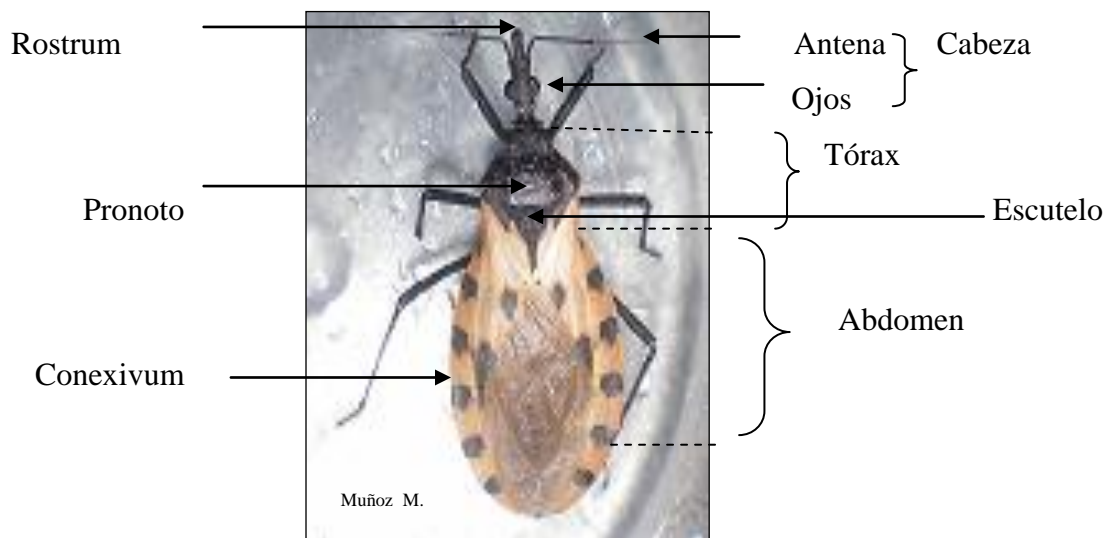 Rostrum
Antena
Cabeza
Ojos
Tórax
Pronoto
Escutelo
Abdomen
Conexivum
Muñoz M.